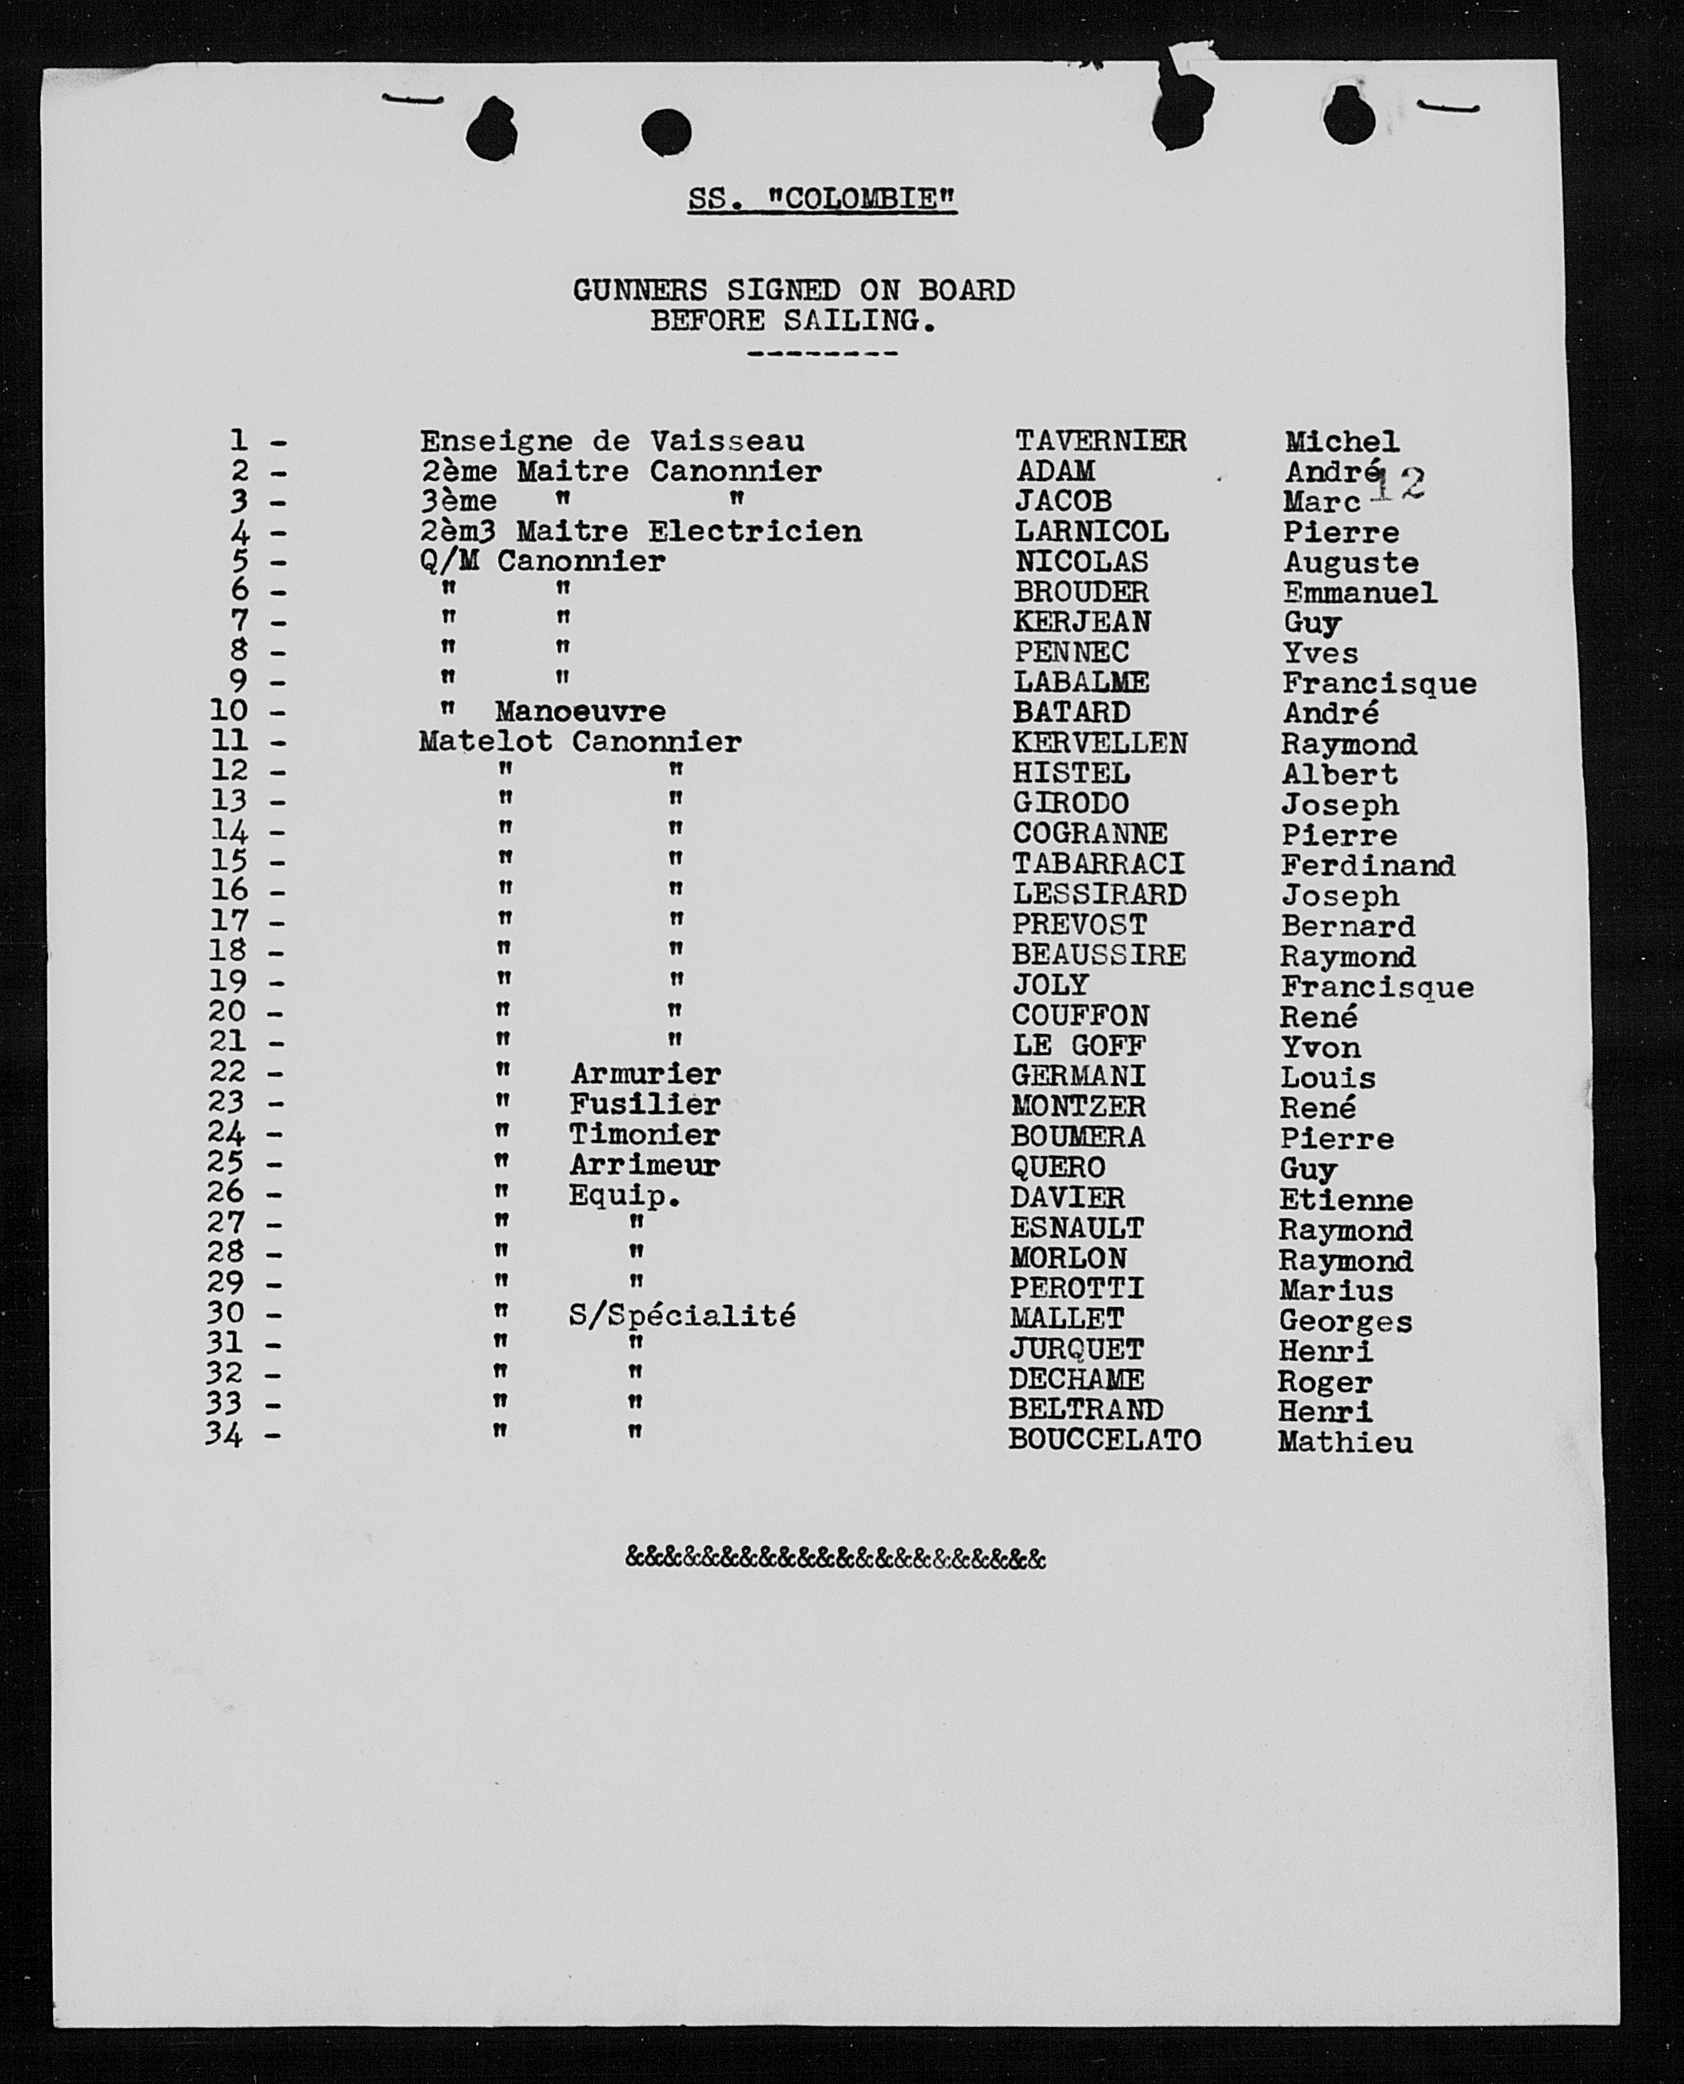 SS. "COLOMBIE"
GUNNERS SIGNED ON BOARD
BEFORE SAILING.
--------
1 - Enseigne de Vaisseau TAVERNIER Michel
2 - 2ème Maitre Canonnier ADAM André
12
3 - 3ème " " JACOB Marc
4 - 2èm3 Maitre Electricien LARNICOL Pierre
5 - Q/M Canonnier NICOLAS Auguste
6 - " " BROUDER Emmanuel
7 - " " KERJEAN Guy
8 - " " PENNEC Yves
9 - " " LABALME Francisque
10 - " Manoeuvre BATARD André
11 - Matelot Canonnier KERVELLEN Raymond
12 - " " HISTEL Albert
13 - " " GIRODO Joseph
14 - " " COGRANNE Pierre
15 - " " TABARRACI Ferdinand
16 - " " LESSIRARD Joseph
17 - " " PREVOST Bernard
18 - " " BEAUSSIRE Raymond
19 - " " JOLY Francisque
20 - " " COUFFON René
21 - " " LE GOFF Yvon
22 - " Armurier GERMANI Louis
23 - " Fusilier MONTZER René
24 - " Timonier BOUMERA Pierre
25 - " Arrimeur QUERO Guy
26 - " Equip. DAVIER Etienne
27 - " " ESNAULT Raymond
28 - " " MORLON Raymond
29 - " " PEROTTI Marius
30 - " S/Spécialité MALLET Georges
31 - " " JURQUET Henri
32 - " " DECHAME Roger
33 - " " BELTRAND Henri
34 - " " BOUCCELATO Mathieu
&&&&&&&&&&&&&&&&&&&&&&